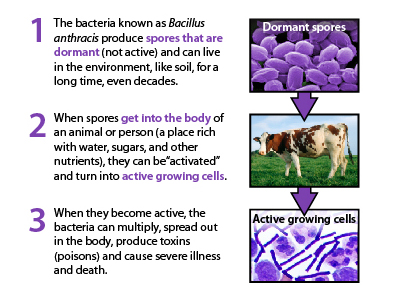 1
The bacteria known as Bacillus
anthracis produce spores that are
dormant (not active) and can live
in the environment, like soil, for a
long time, even decades.
Dormant spores
2
When spores get into the body of
an animal or person (a place rich
with water, sugars, and other
nutrients), they can be“activated”
and turn into active growing cells.
3
When they become active, the
bacteria can multiply, spread out
in the body, produce toxins
(poisons) and cause severe illness
and death.
Active growing cells